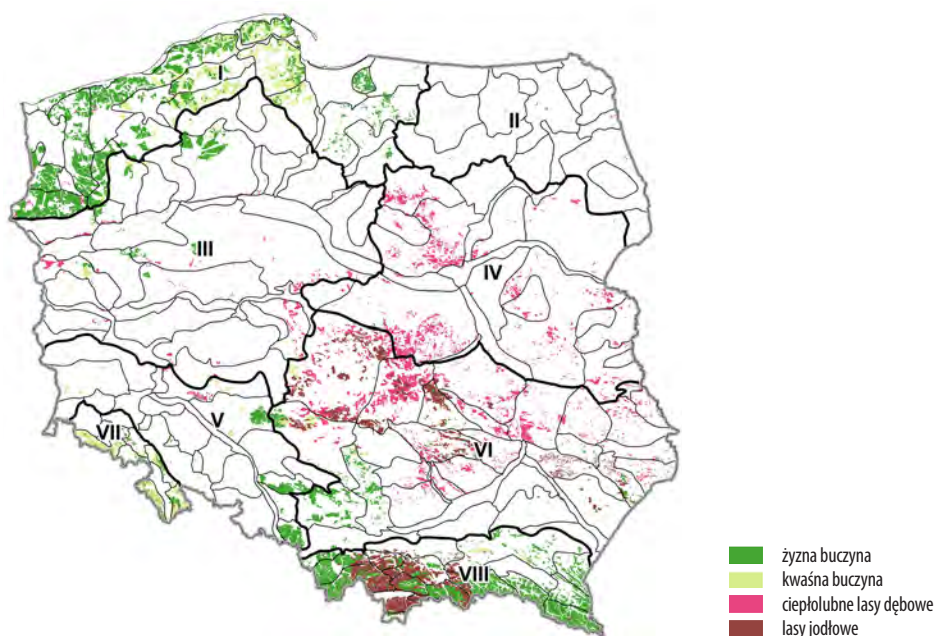 I
II
III
IV
V
VI
VII
VIII
żyzna buczyna
kwaśna buczyna
ciepłolubne lasy dębowe
lasy jodłowe